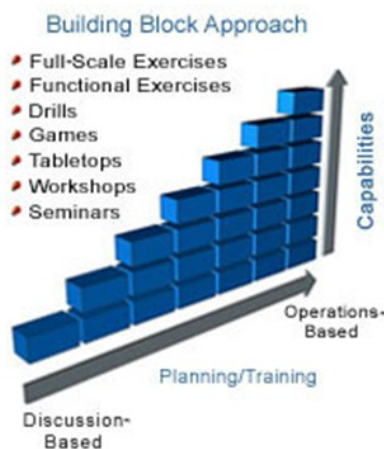 Building Block Approach
Full-Scale Exercises
Functional Exercises
Drills
Games
Tabletops
Workshops
Seminars
Capabilities
Operations-
Based
Planning/Training
Discussion-
Based